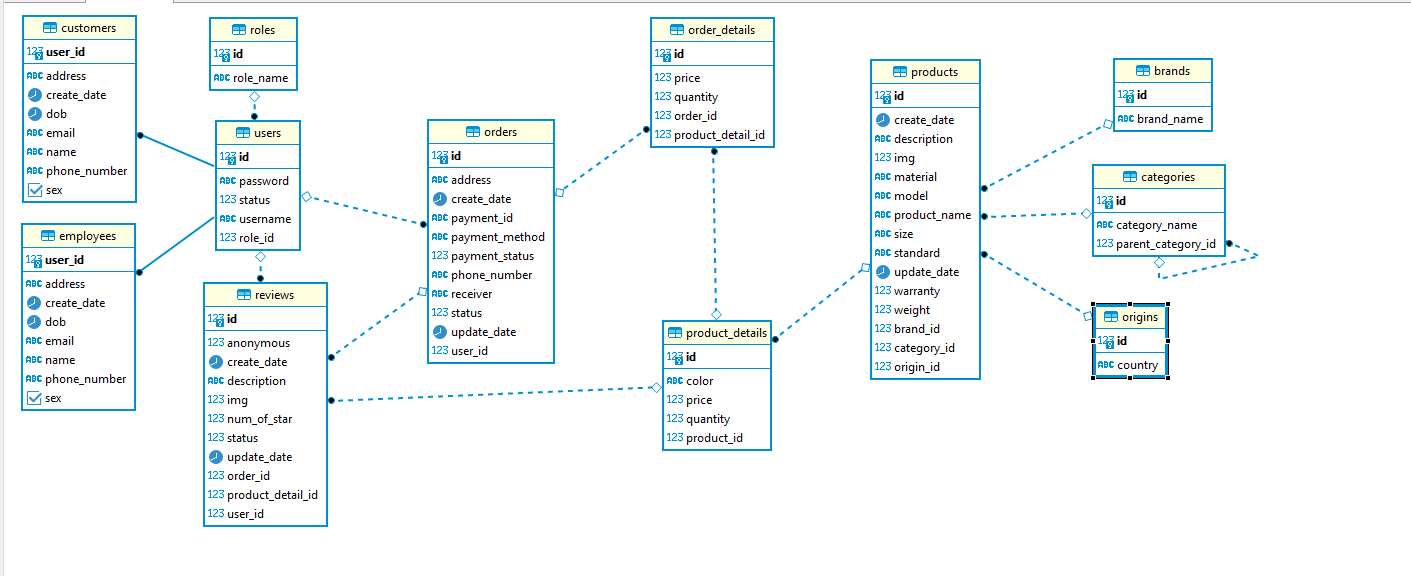 customers
123 user_id
ABC address
create_date
dob
ABC email
ABC name
ABC phone_number
sex
employees
123 user_id
ABC address
create_date
dob
ABC email
ABC name
ABC phone_number
sex
roles
123 id
ABC role_name
users
123 id
ABC password
123 status
ABC username
123 role_id
reviews
123 id
123 anonymous
create_date
ABC description
123 img
123 num_of_star
123 status
update_date
123 order_id
123 product_detail_id
123 user_id
orders
123 id
ABC address
create_date
ABC payment_id
ABC payment_method
123 payment_status
ABC phone_number
ABC receiver
123 status
update_date
123 user_id
order_details
123 id
123 price
123 quantity
123 order_id
123 product_detail_id
product_details
123 id
ABC color
123 price
123 quantity
123 product_id
products
123 id
create_date
ABC description
123 img
ABC material
ABC model
ABC product_name
ABC size
ABC standard
update_date
123 warranty
123 weight
123 brand_id
123 category_id
123 origin_id
brands
123 id
ABC brand_name
categories
123 id
ABC category_name
123 parent_category_id
origins
123 id
ABC country